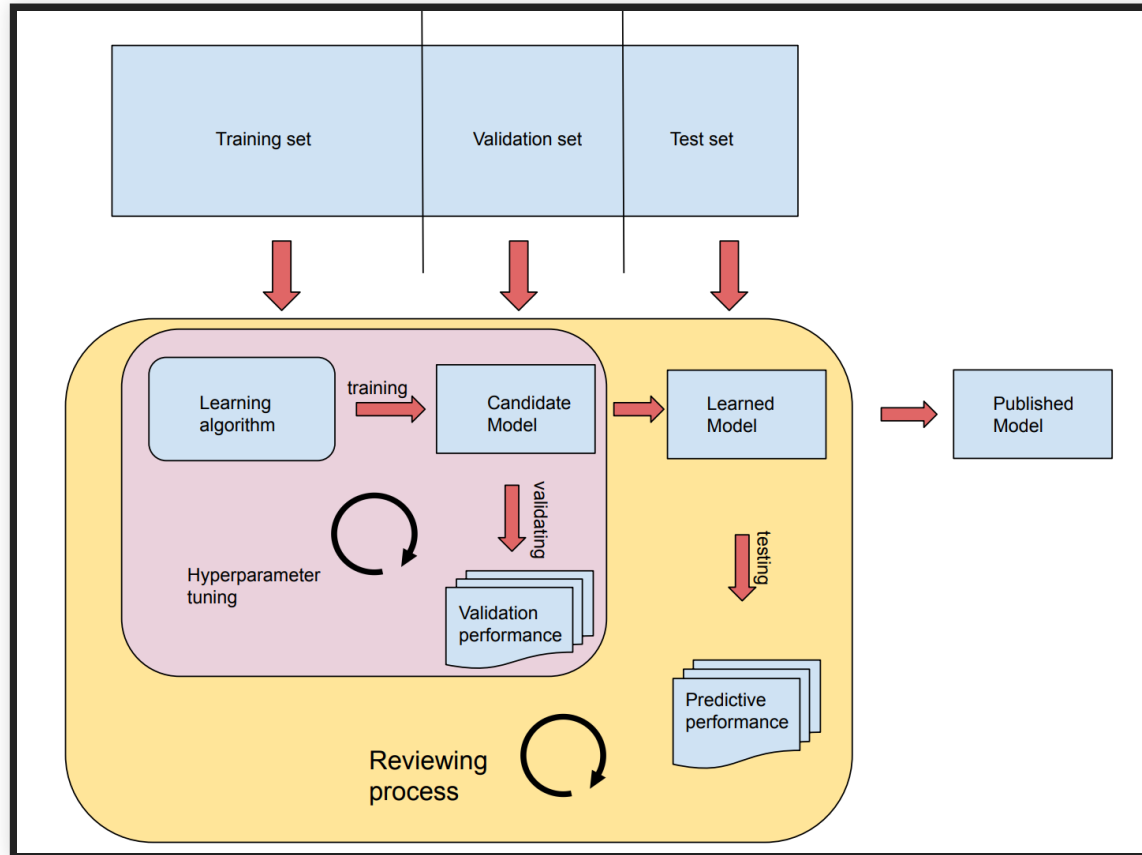 Training set
Validation set
Test set
Learning
algorithm
training
Candidate
Model
Learned
Model
Published
Model
validating
testing
Hyperparameter
tuning
Validation
performance
Predictive
performance
Reviewing
process